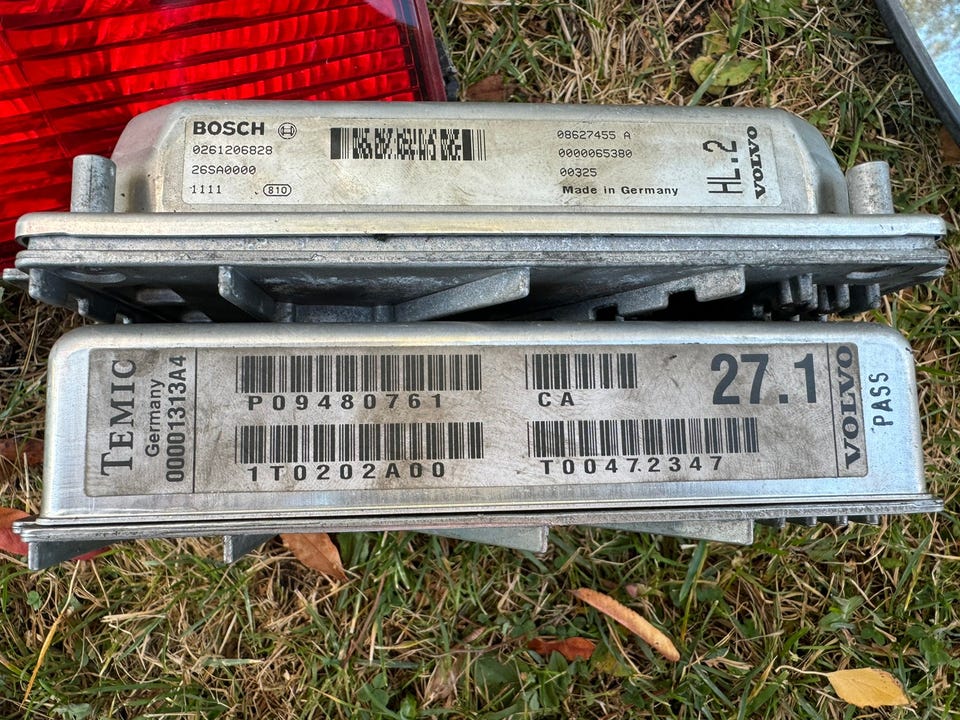 BOSCH
0261206828
26SA0000
1111 810
08627455 A
0000065380
00325
Made in Germany
HL.2
VOLVO
TEMIC
Germany
00001313A4
P09480761
CA
27.1
1T0202A00
T00472347
VOLVO
PASS